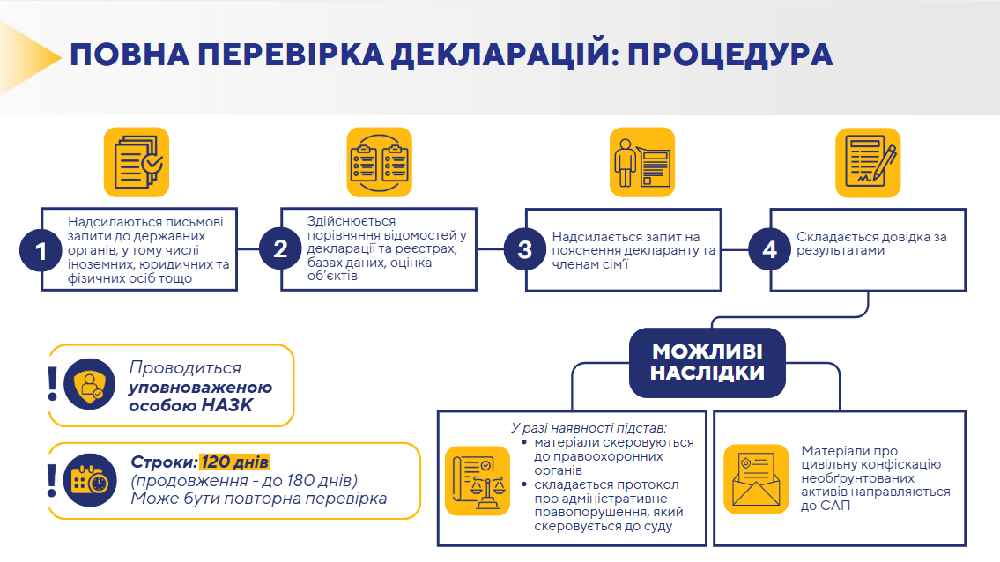 ПОВНА ПЕРЕВІРКА ДЕКЛАРАЦІЙ: ПРОЦЕДУРА
1
Надсилаються письмові
запити до державних
органів, у тому числі
іноземних, юридичних та
фізичних осіб тощо
2
Здійснюється
порівняння відомостей у
декларації та реєстрах,
базах даних, оцінка
об’єктів
3
Надсилається запит на
пояснення декларанту та
членам сім’ї
4
Складається довідка за
результатами
!
Проводиться
уповноваженою
особою НАЗК
!
Строки: 120 днів
(продовження - до 180 днів)
Може бути повторна перевірка
МОЖЛИВІ
НАСЛІДКИ
У разі наявності підстав:
• матеріали скеровуються
до правоохоронних
органів
• складається протокол
про адміністративне
правопорушення, який
скеровується до суду
Матеріали про
цивільну конфіскацію
необґрунтованих
активів направляються
до САП